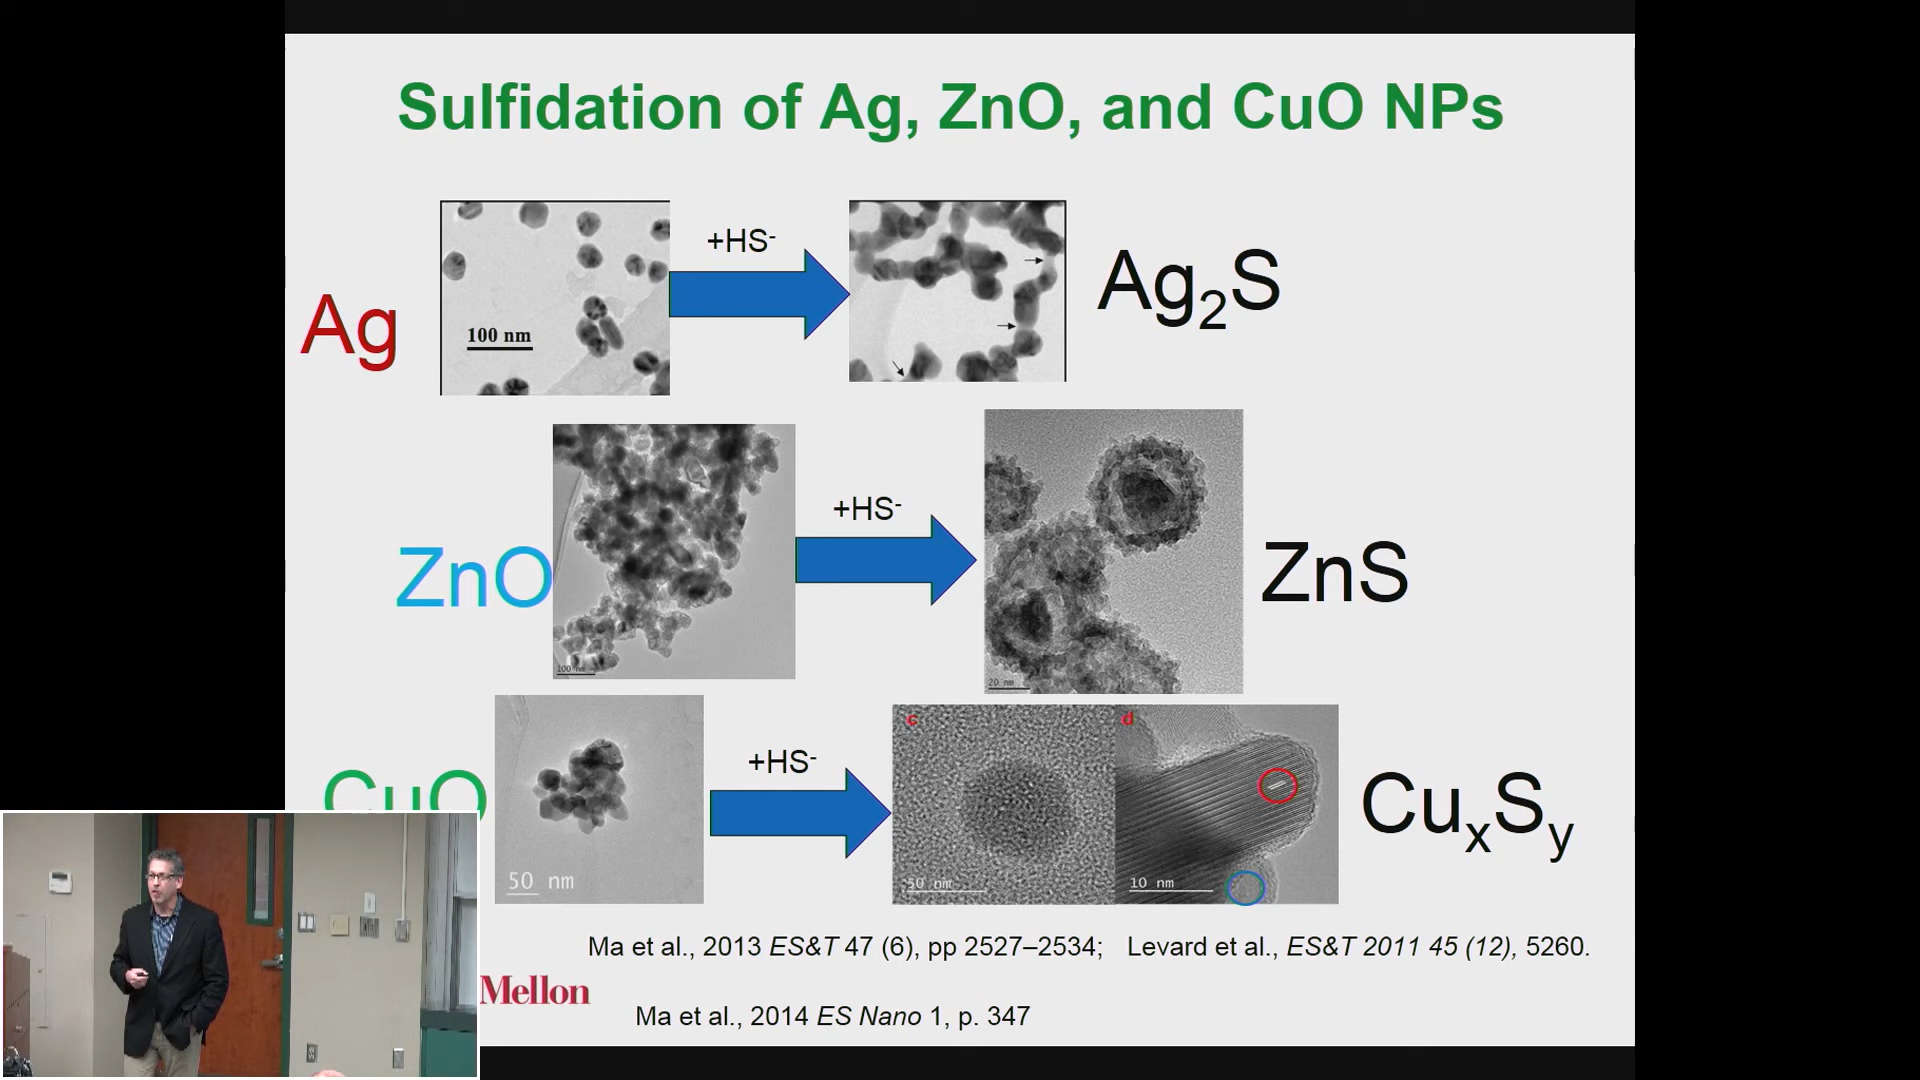 Sulfidation of Ag, ZnO, and CuO NPs
Ag
100 nm
+HS-
Ag2S
ZnO
100 nm
+HS-
20 nm
ZnS
CuO
50 nm
+HS-
c
50 nm
d
10 nm
CuxSy
Ma et al., 2013 ES&T 47 (6), pp 2527–2534; Levard et al., ES&T 2011 45 (12), 5260.
Mellon
Ma et al., 2014 ES Nano 1, p. 347